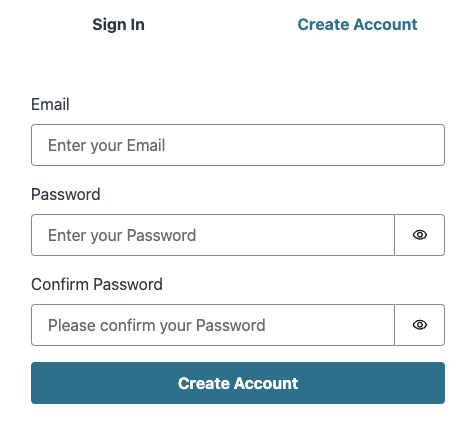 Sign In Create Account
Email
Enter your Email
Password
Enter your Password
Confirm Password
Please confirm your Password
Create Account